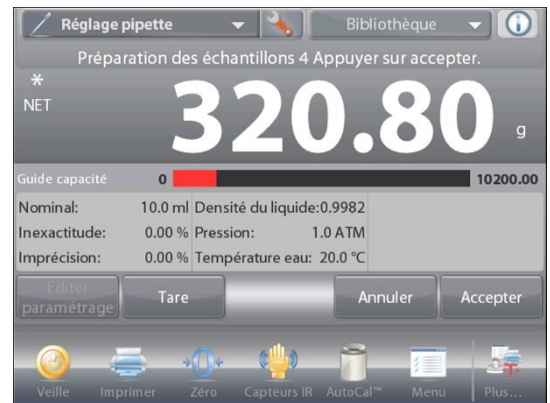 Réglage pipette Bibliothèque
Préparation des échantillons 4 Appuyer sur accepter.
*
NET
320.80 g
Guide capacité 0 10200.00
Nominal: 10.0 ml Densité du liquide:0.9982
Inexactitude: 0.00 % Pression: 1.0 ATM
Imprécision: 0.00 % Température eau: 20.0 °C
Editer
paramétrage Tare Annuler Accepter
Veille Imprimer Zéro Capteurs IR AutoCal™ Menu Plus...